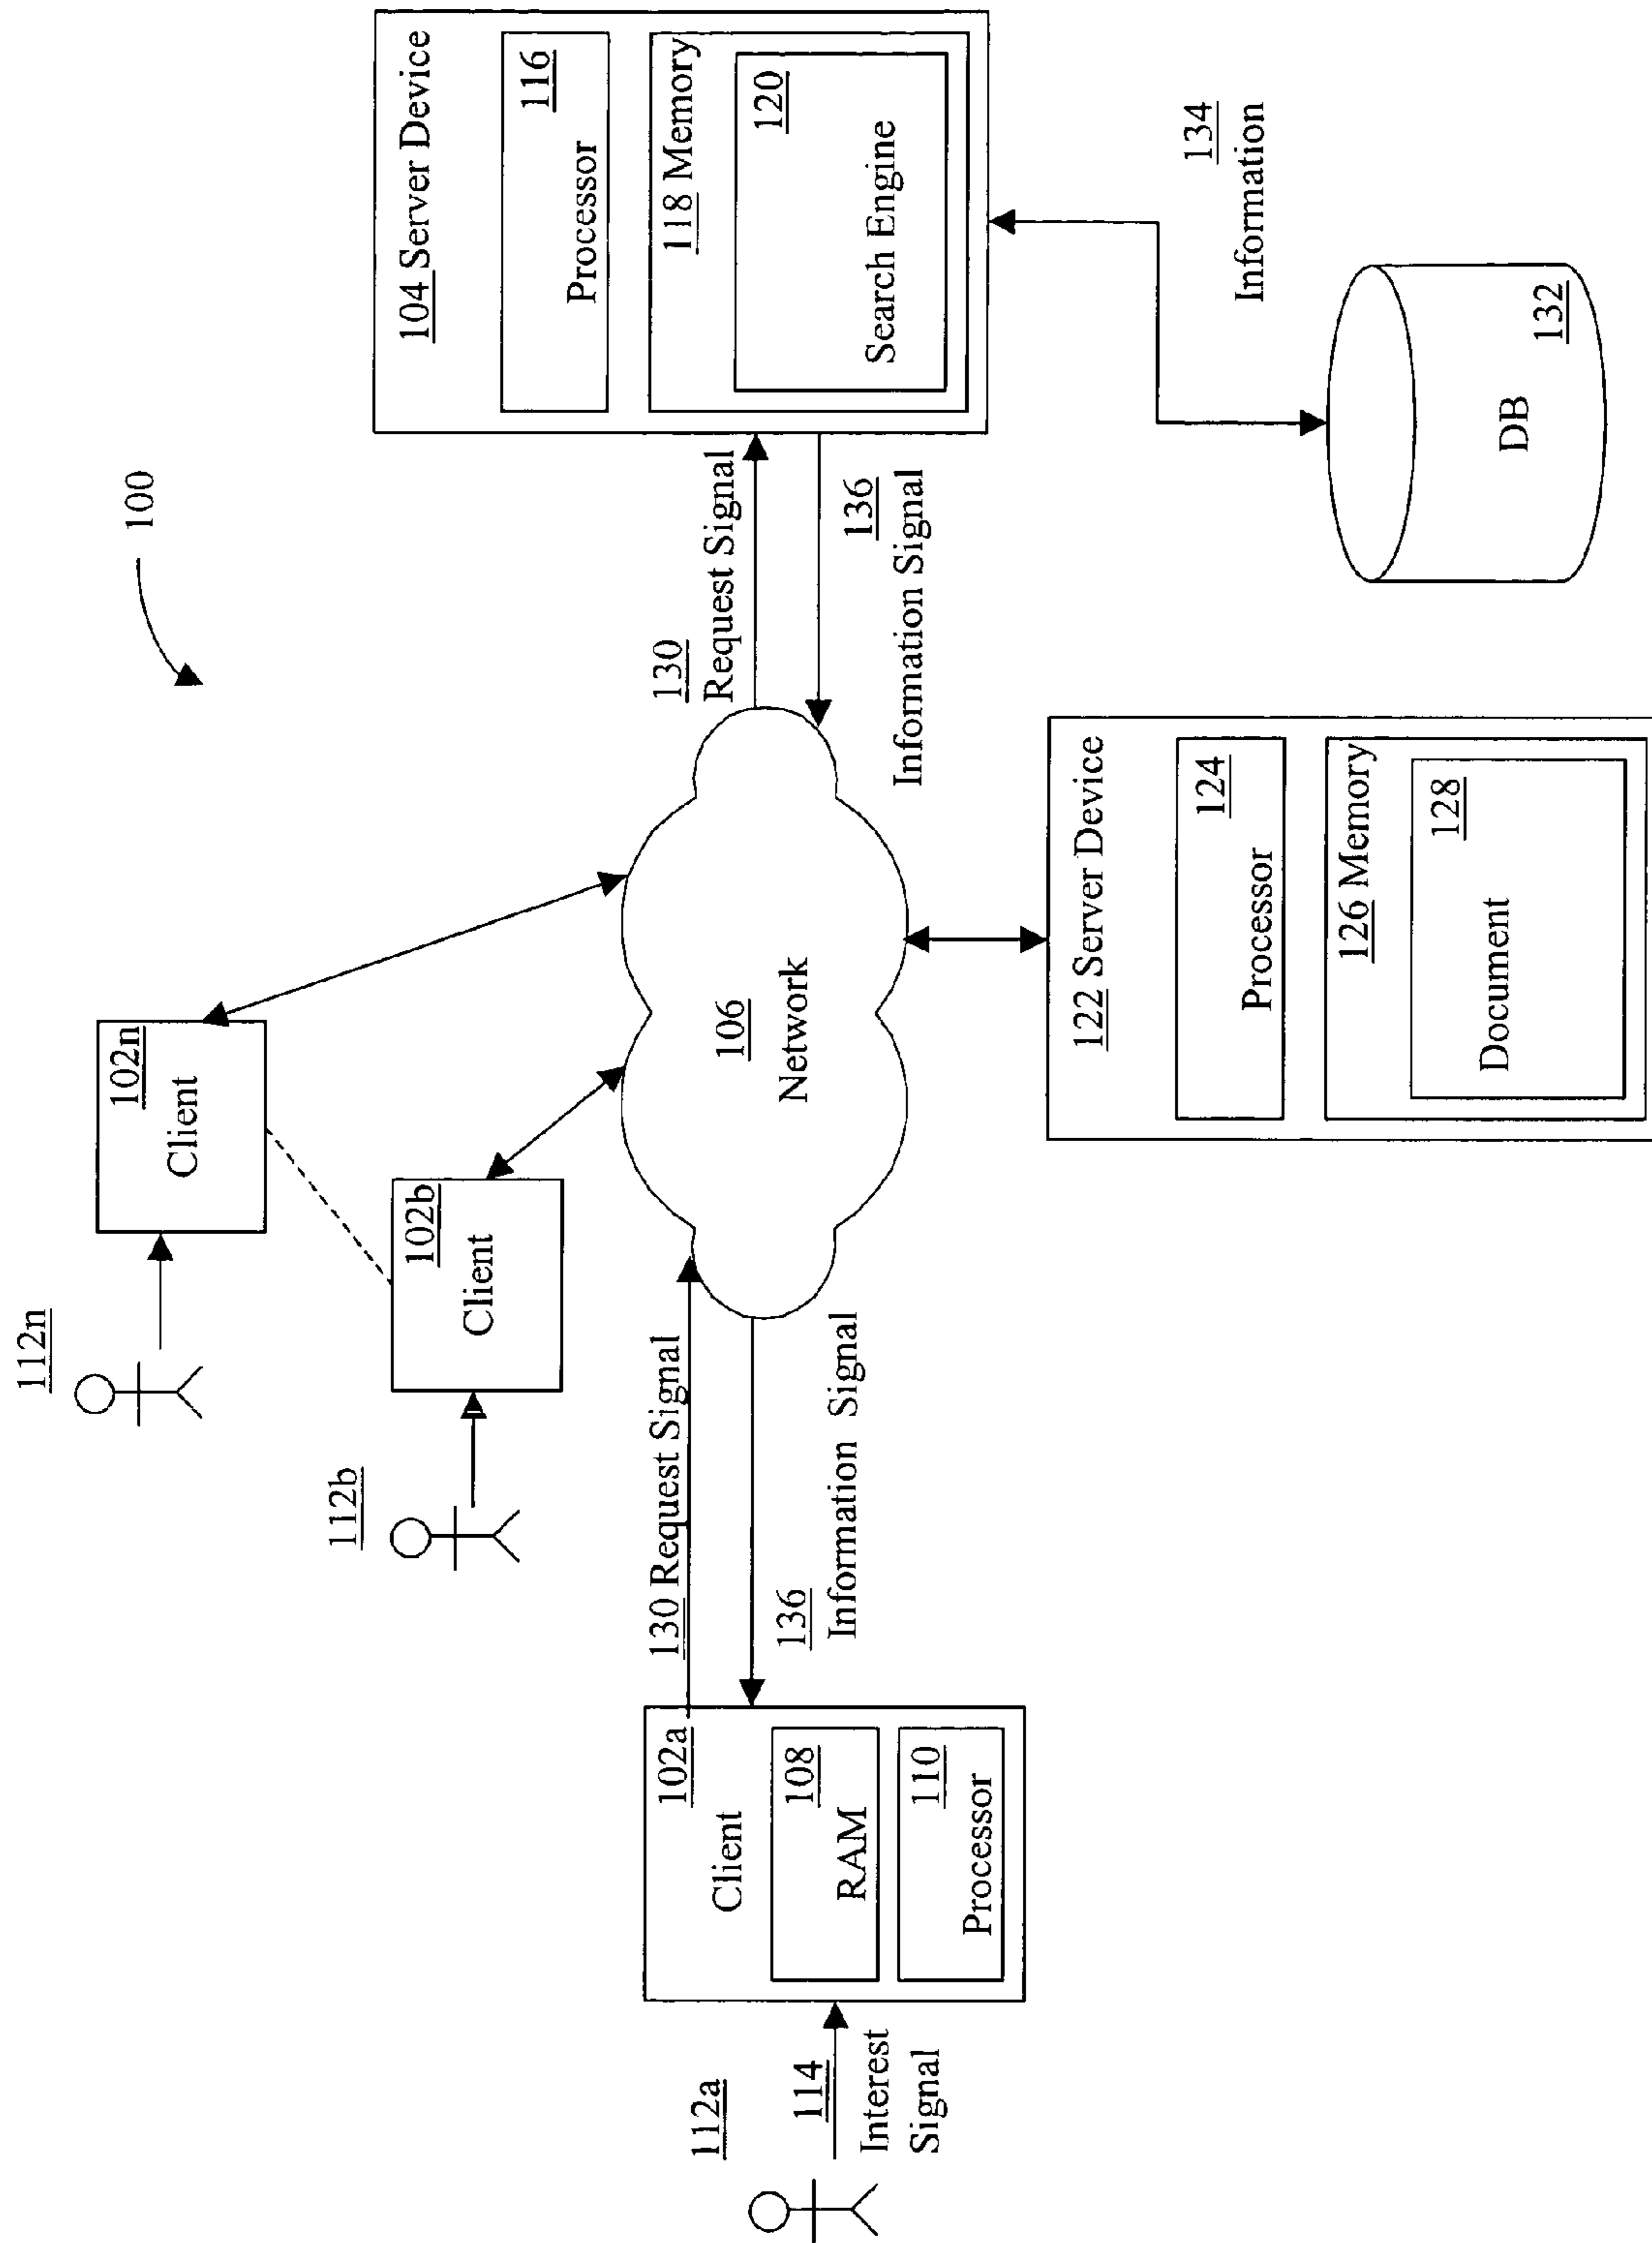 100
112n
102n
Client
112b
102b
Client
104 Server Device
116
Processor
118 Memory
120
Search Engine
130
Request Signal
136
Information Signal
106
Network
130 Request Signal
136
Information Signal
102a
Client
108
RAM
110
Processor
112a
114
Interest
Signal
122 Server Device
124
Processor
126 Memory
128
Document
134
Information
132
DB